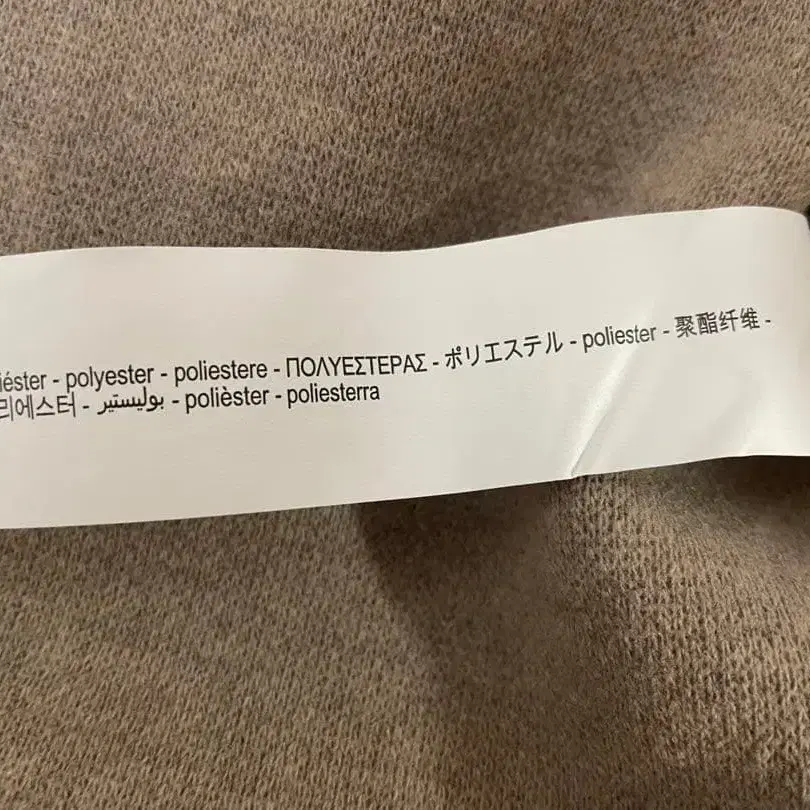 iéster - polyester - poliestere - ΠΟΛΥΕΣΤΕΡΑΣ - ポリエステル - poliester - 聚酯纤维 -
리에스터 - بوليستير - polièster - poliesterra